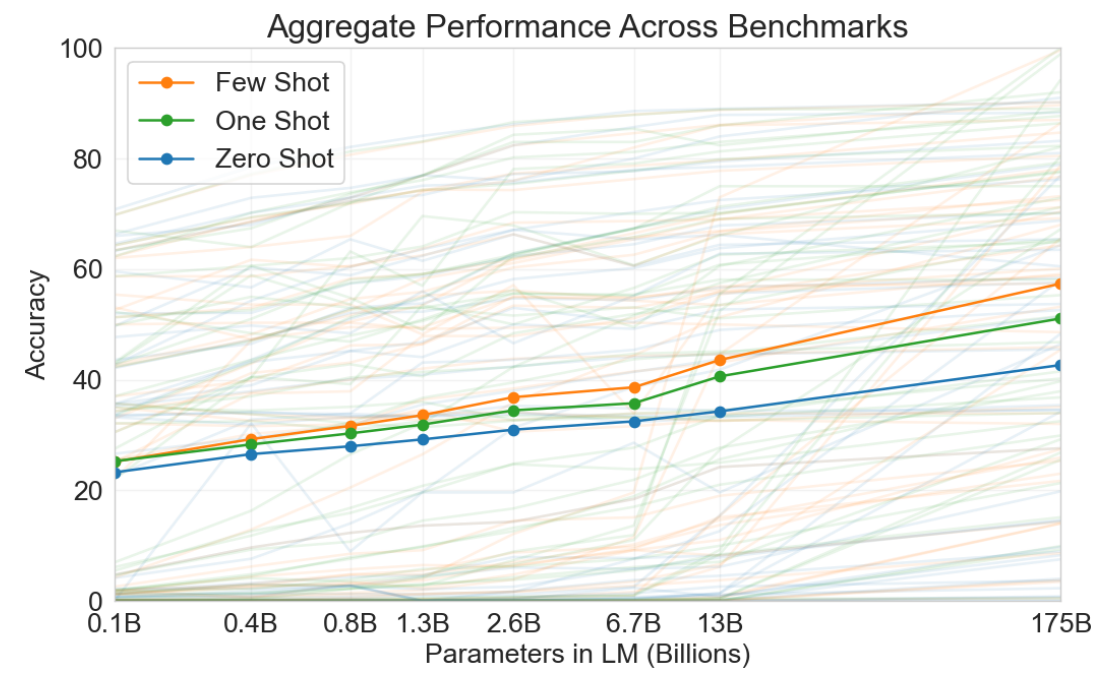 Aggregate Performance Across Benchmarks
100
80
60
40
20
0
Accuracy
Few Shot
One Shot
Zero Shot
0.1B 0.4B 0.8B 1.3B 2.6B 6.7B 13B 175B
Parameters in LM (Billions)